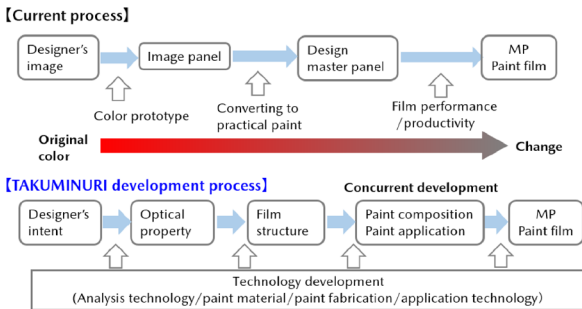 【Current process】
Designer's
image
Image panel
Design
master panel
MP
Paint film
Color prototype
Converting to
practical paint
Film performance
/productivity
Original
color
Change
【TAKUMINURI development process】
Concurrent development
Designer's
intent
Optical
property
Film
structure
Paint composition
Paint application
MP
Paint film
Technology development
(Analysis technology/paint material/paint fabrication/application technology)